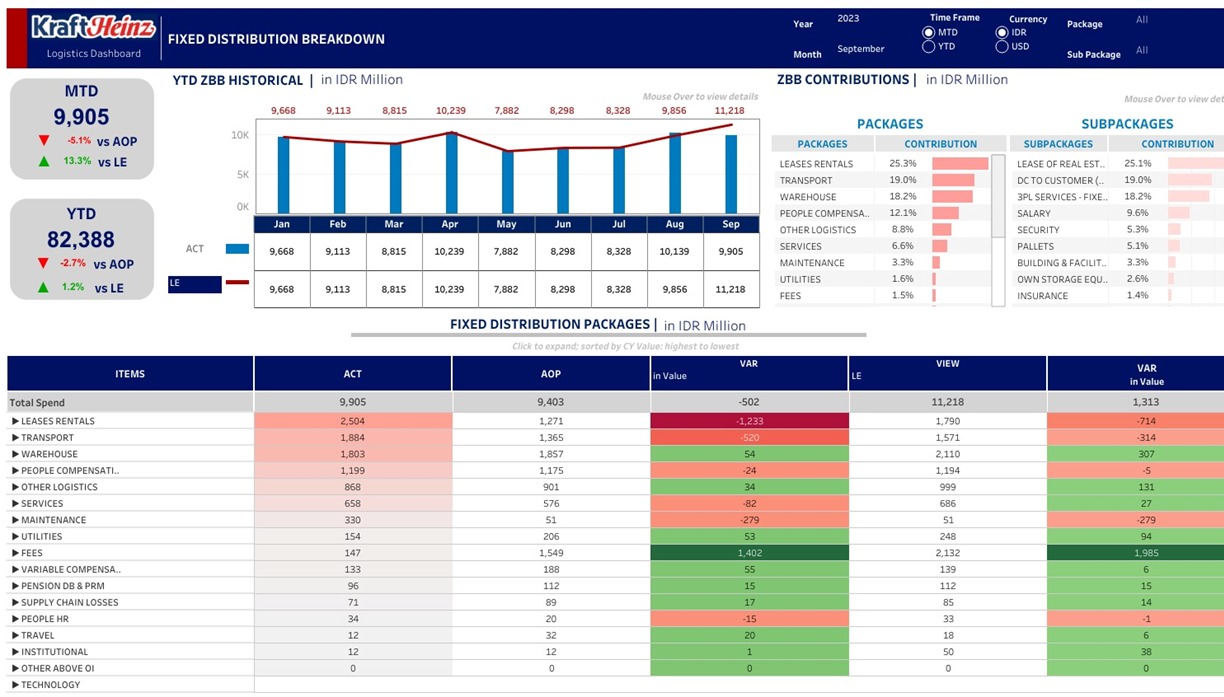 KraftHeinz
Logistics Dashboard
FIXED DISTRIBUTION BREAKDOWN
Year 2023
Month September
Time Frame
MTD
YTD
Currency
IDR
USD
Package All
Sub Package All
MTD
9,905
-5.1% vs AOP
13.3% vs LE
YTD
82,388
-2.7% vs AOP
1.2% vs LE
YTD ZBB HISTORICAL | in IDR Million
Mouse Over to view details
9,668 9,113 8,815 10,239 7,882 8,298 8,328 9,856 11,218
10K
5K
0K
Jan Feb Mar Apr May Jun Jul Aug Sep
ACT 9,668 9,113 8,815 10,239 7,882 8,298 8,328 10,139 9,905
LE 9,668 9,113 8,815 10,239 7,882 8,298 8,328 9,856 11,218
ZBB CONTRIBUTIONS | in IDR Million
Mouse Over to view det
PACKAGES
PACKAGES CONTRIBUTION
LEASES RENTALS 25.3%
TRANSPORT 19.0%
WAREHOUSE 18.2%
PEOPLE COMPENSA.. 12.1%
OTHER LOGISTICS 8.8%
SERVICES 6.6%
MAINTENANCE 3.3%
UTILITIES 1.6%
FEES 1.5%
SUBPACKAGES
SUBPACKAGES CONTRIBUTION
LEASE OF REAL EST.. 25.1%
DC TO CUSTOMER (.. 19.0%
3PL SERVICES - FIXE.. 18.2%
SALARY 9.6%
SECURITY 5.3%
PALLETS 5.1%
BUILDING & FACILIT.. 3.3%
OWN STORAGE EQU.. 2.6%
INSURANCE 1.4%
FIXED DISTRIBUTION PACKAGES | in IDR Million
Click to expand; sorted by CY Value: highest to lowest
ITEMS ACT AOP VAR in Value VIEW LE VAR in Value
Total Spend 9,905 9,403 -502 11,218 1,313
LEASES RENTALS 2,504 1,271 -1,233 1,790 -714
TRANSPORT 1,884 1,365 -520 1,571 -314
WAREHOUSE 1,803 1,857 54 2,110 307
PEOPLE COMPENSATI.. 1,199 1,175 -24 1,194 -5
OTHER LOGISTICS 868 901 34 999 131
SERVICES 658 576 -82 686 27
MAINTENANCE 330 51 -279 51 -279
UTILITIES 154 206 53 248 94
FEES 147 1,549 1,402 2,132 1,985
VARIABLE COMPENSA.. 133 188 55 139 6
PENSION DB & PRM 96 112 15 112 15
SUPPLY CHAIN LOSSES 71 89 17 85 14
PEOPLE HR 34 20 -15 33 -1
TRAVEL 12 32 20 18 6
INSTITUTIONAL 12 12 1 50 38
OTHER ABOVE OI 0 0 0 0 0
TECHNOLOGY